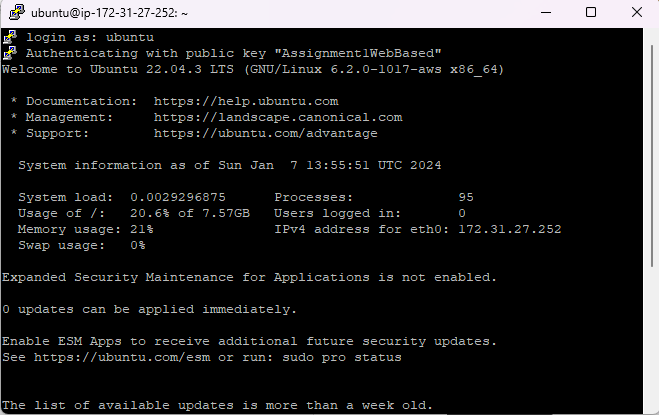 ubuntu@ip-172-31-27-252: ~
login as: ubuntu
Authenticating with public key "Assignment1WebBased"
Welcome to Ubuntu 22.04.3 LTS (GNU/Linux 6.2.0-1017-aws x86_64)
* Documentation:  https://help.ubuntu.com
* Management:     https://landscape.canonical.com
* Support:        https://ubuntu.com/advantage
System information as of Sun Jan  7 13:55:51 UTC 2024
System load:  0.0029296875      Processes:             95
Usage of /:   20.6% of 7.57GB   Users logged in:       0
Memory usage: 21%               IPv4 address for eth0: 172.31.27.252
Swap usage:   0%
Expanded Security Maintenance for Applications is not enabled.
0 updates can be applied immediately.
Enable ESM Apps to receive additional future security updates.
See https://ubuntu.com/esm or run: sudo pro status
The list of available updates is more than a week old.